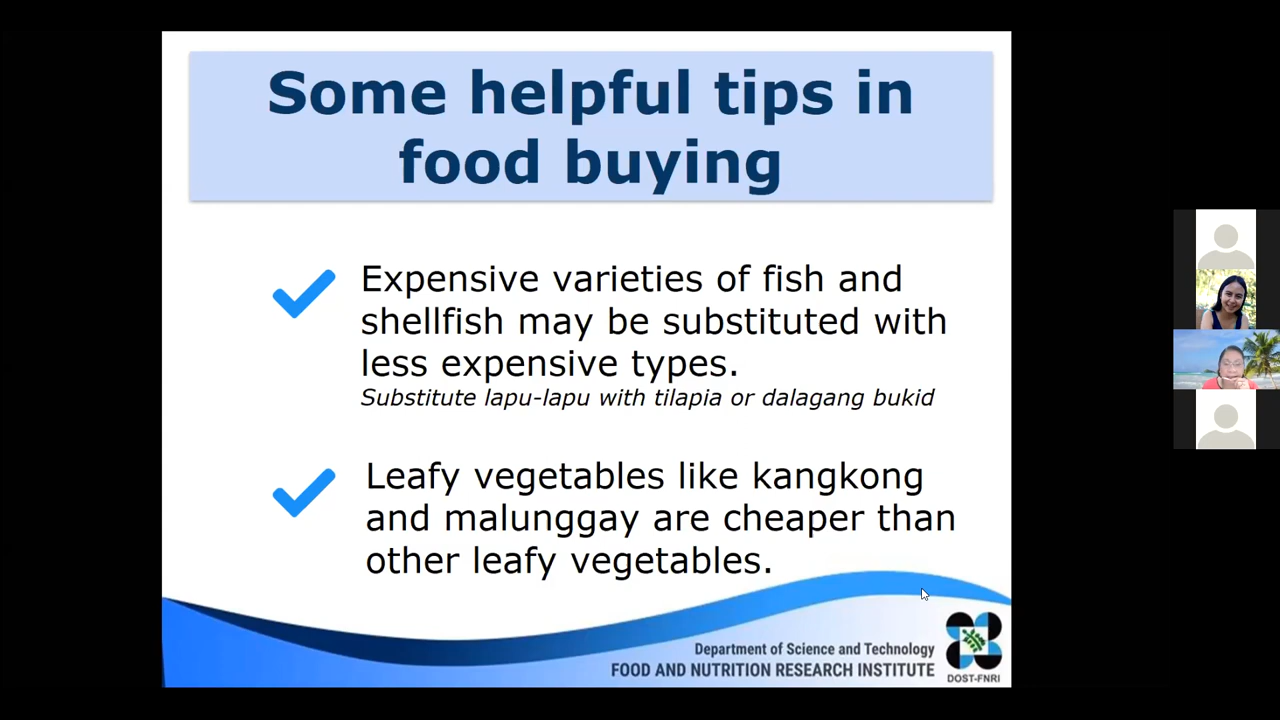 Some helpful tips in
food buying
Expensive varieties of fish and
shellfish may be substituted with
less expensive types.
Substitute lapu-lapu with tilapia or dalagang bukid
Leafy vegetables like kangkong
and malunggay are cheaper than
other leafy vegetables.
Department of Science and Technology
FOOD AND NUTRITION RESEARCH INSTITUTE
DOST-FNRI